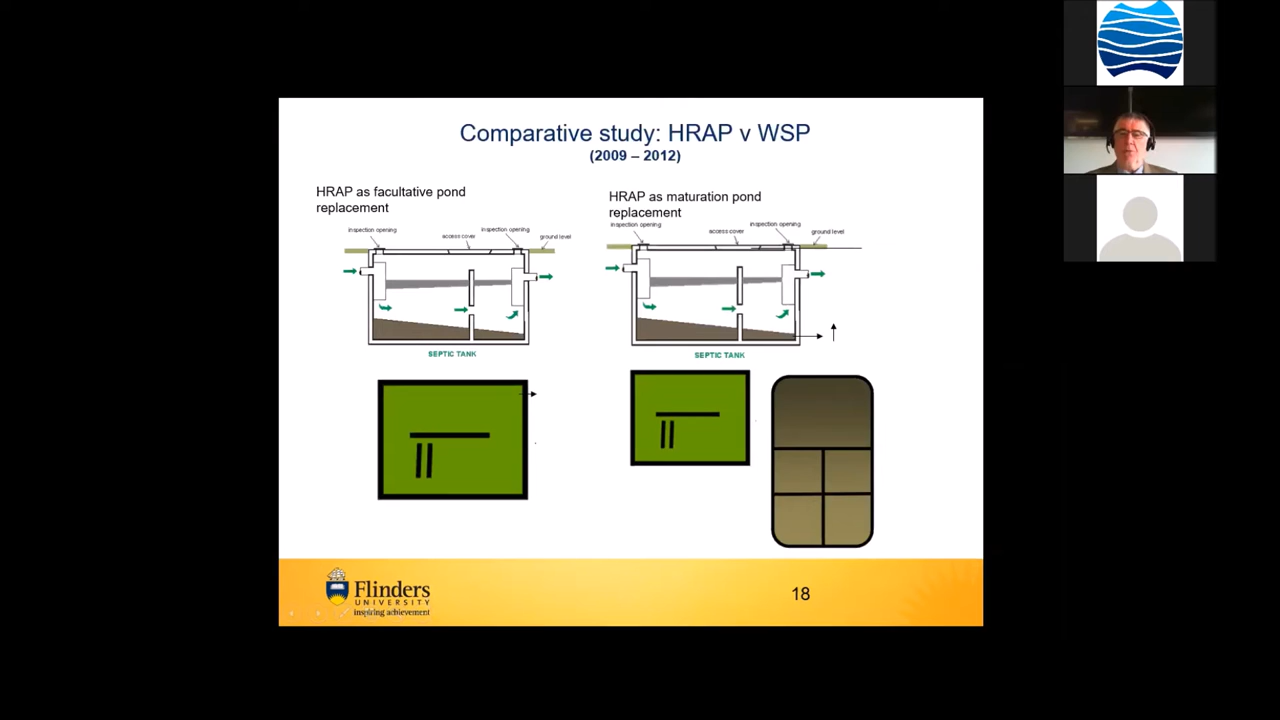 Comparative study: HRAP v WSP
(2009 – 2012)
HRAP as facultative pond
replacement
inspection opening
access cover
inspection opening
ground level
SEPTIC TANK
HRAP as maturation pond
replacement
inspection opening
access cover
inspection opening
ground level
SEPTIC TANK
Flinders
UNIVERSITY
inspiring achievement
18